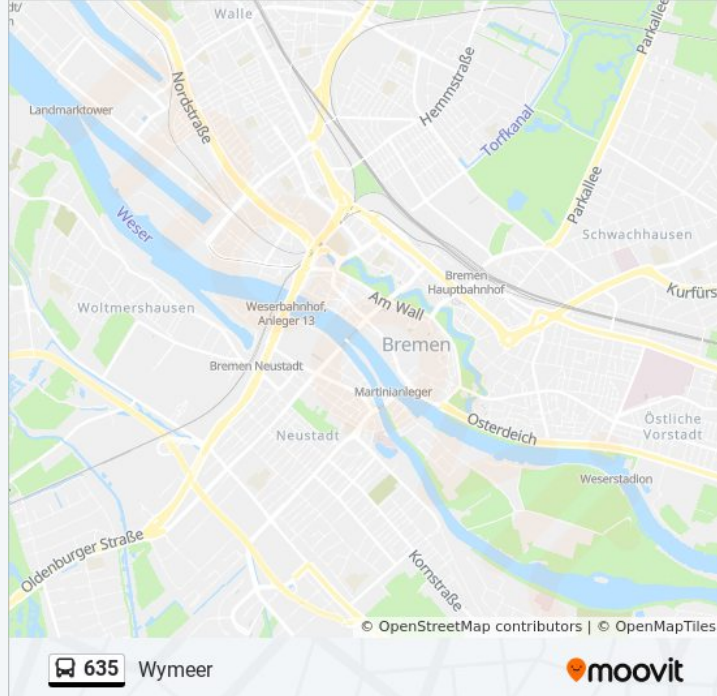 dt/
Walle
Parkallee
Hemmstraße
Nordstraße
Landmarktower
Torfkanal
Parkallee
Weser
Schwachhausen
Bremen
Hauptbahnhof
Kurfürs
Woltmershausen
Weserbahnhof,
Anleger 13
Am Wall
Bremen
Bremen Neustadt
Martinianleger
Neustadt
Osterdeich
Östliche
Vorstadt
Weserstadion
Oldenburger Straße
Kornstraße
© OpenStreetMap contributors | © OpenMapTiles
635 Wymeer
moovit